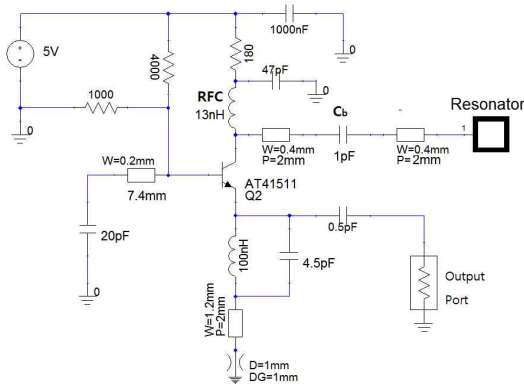 1000nF
0
5V
+
-
4000
180
47pF
0
1000
RFC
13nH
Cb
-
Resonator
1
0
W=0.4mm
P=2mm
1pF
W=0.4mm
P=2mm
W=0.2mm
7.4mm
AT41511
Q2
20pF
0.5pF
100nH
4.5pF
Output
Port
0
W=1.2mm
P=2mm
D=1mm
DG=1mm